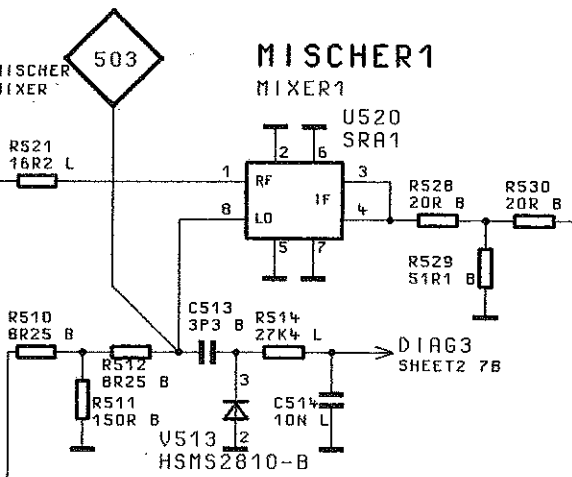 503
MISCHER
MIXER
MISCHER1
MIXER1
U520
SRA1
R521
16R2 L
2
6
1
RF
3
IF
8
LO
4
5
7
R528
20R B
R530
20R B
R529
51R1 B
R510
8R25 B
R512
8R25 B
R511
150R B
C513
3P3 B
R514
27K4 L
DIAG3
SHEET2 7B
3
2
V513
HSMS2810-B
C514
10N L